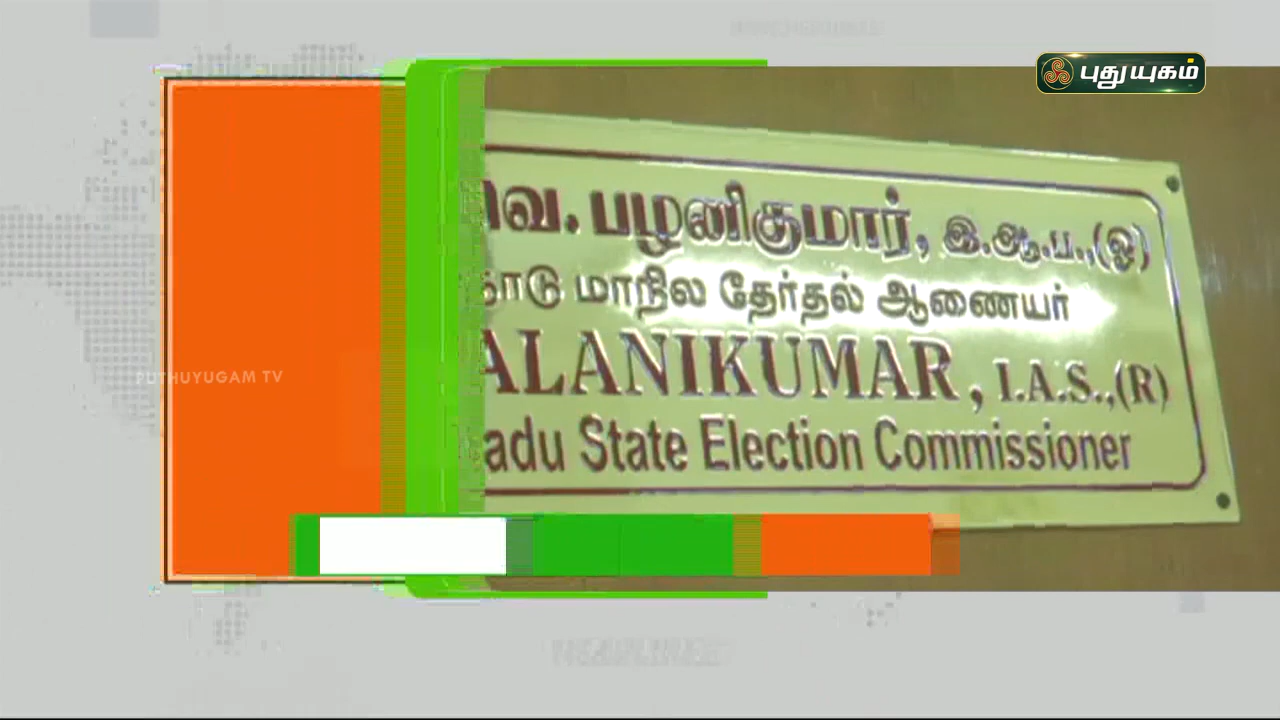 புதுயுகம்
வெ. பழனிகுமார், இ.ஆ.ப.,(ஓ)
நாடு மாநில தேர்தல் ஆணையர்
ALANIKUMAR, I.A.S.,(R)
adu State Election Commissioner
PUTHUYUGAM TV